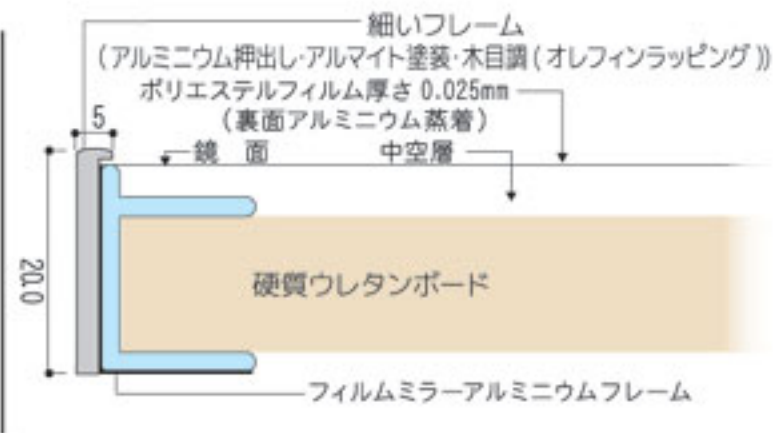 細いフレーム
(アルミニウム押出し・アルマイト塗装・木目調(オレフィンラッピング))
ポリエステルフィルム厚さ0.025mm
5
(裏面アルミニウム蒸着)
鏡 面
中空層
20.0
硬質ウレタンボード
フィルムミラーアルミニウムフレーム